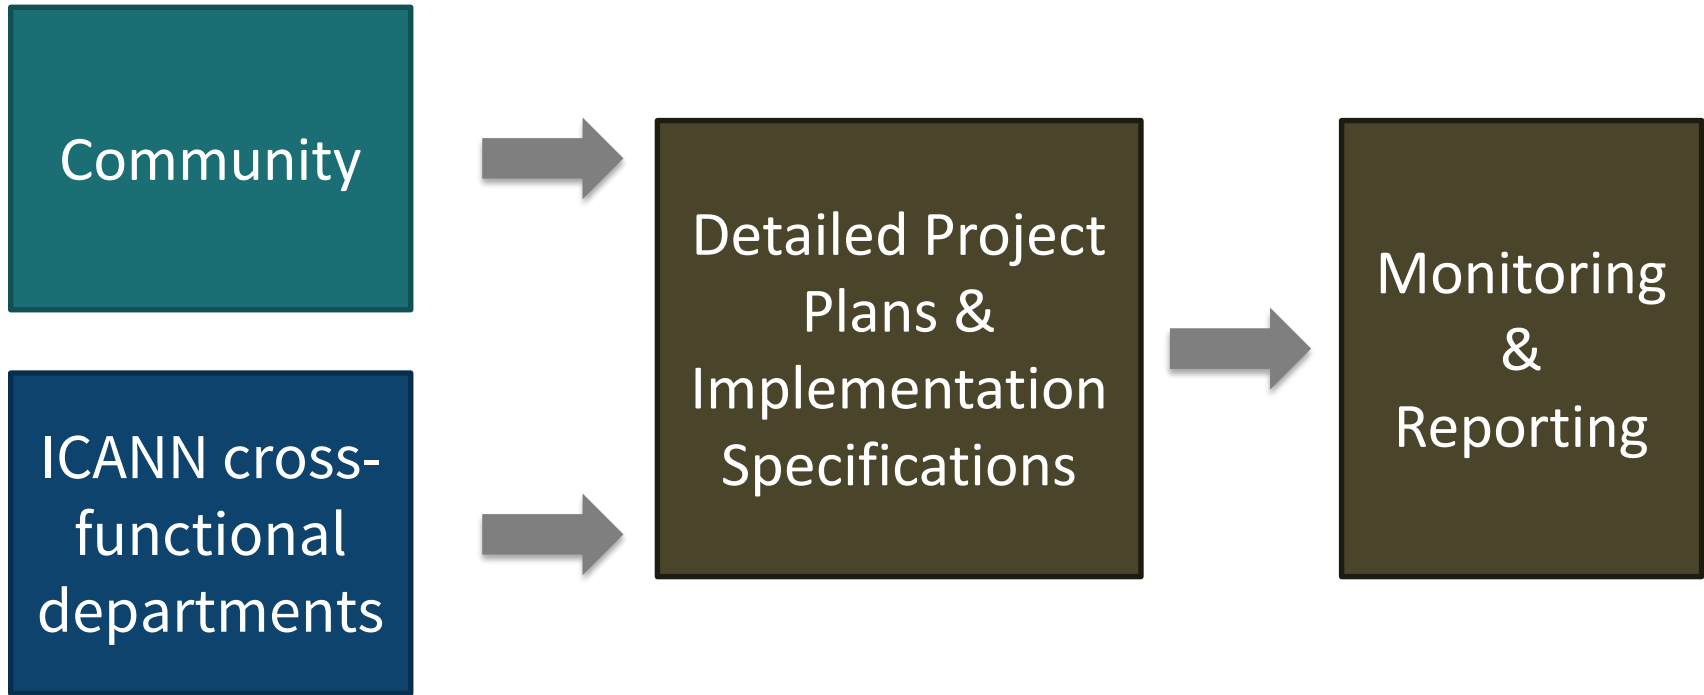 Community
ICANN cross-
functional
departments
Detailed Project
Plans &
Implementation
Specifications
Monitoring
&
Reporting